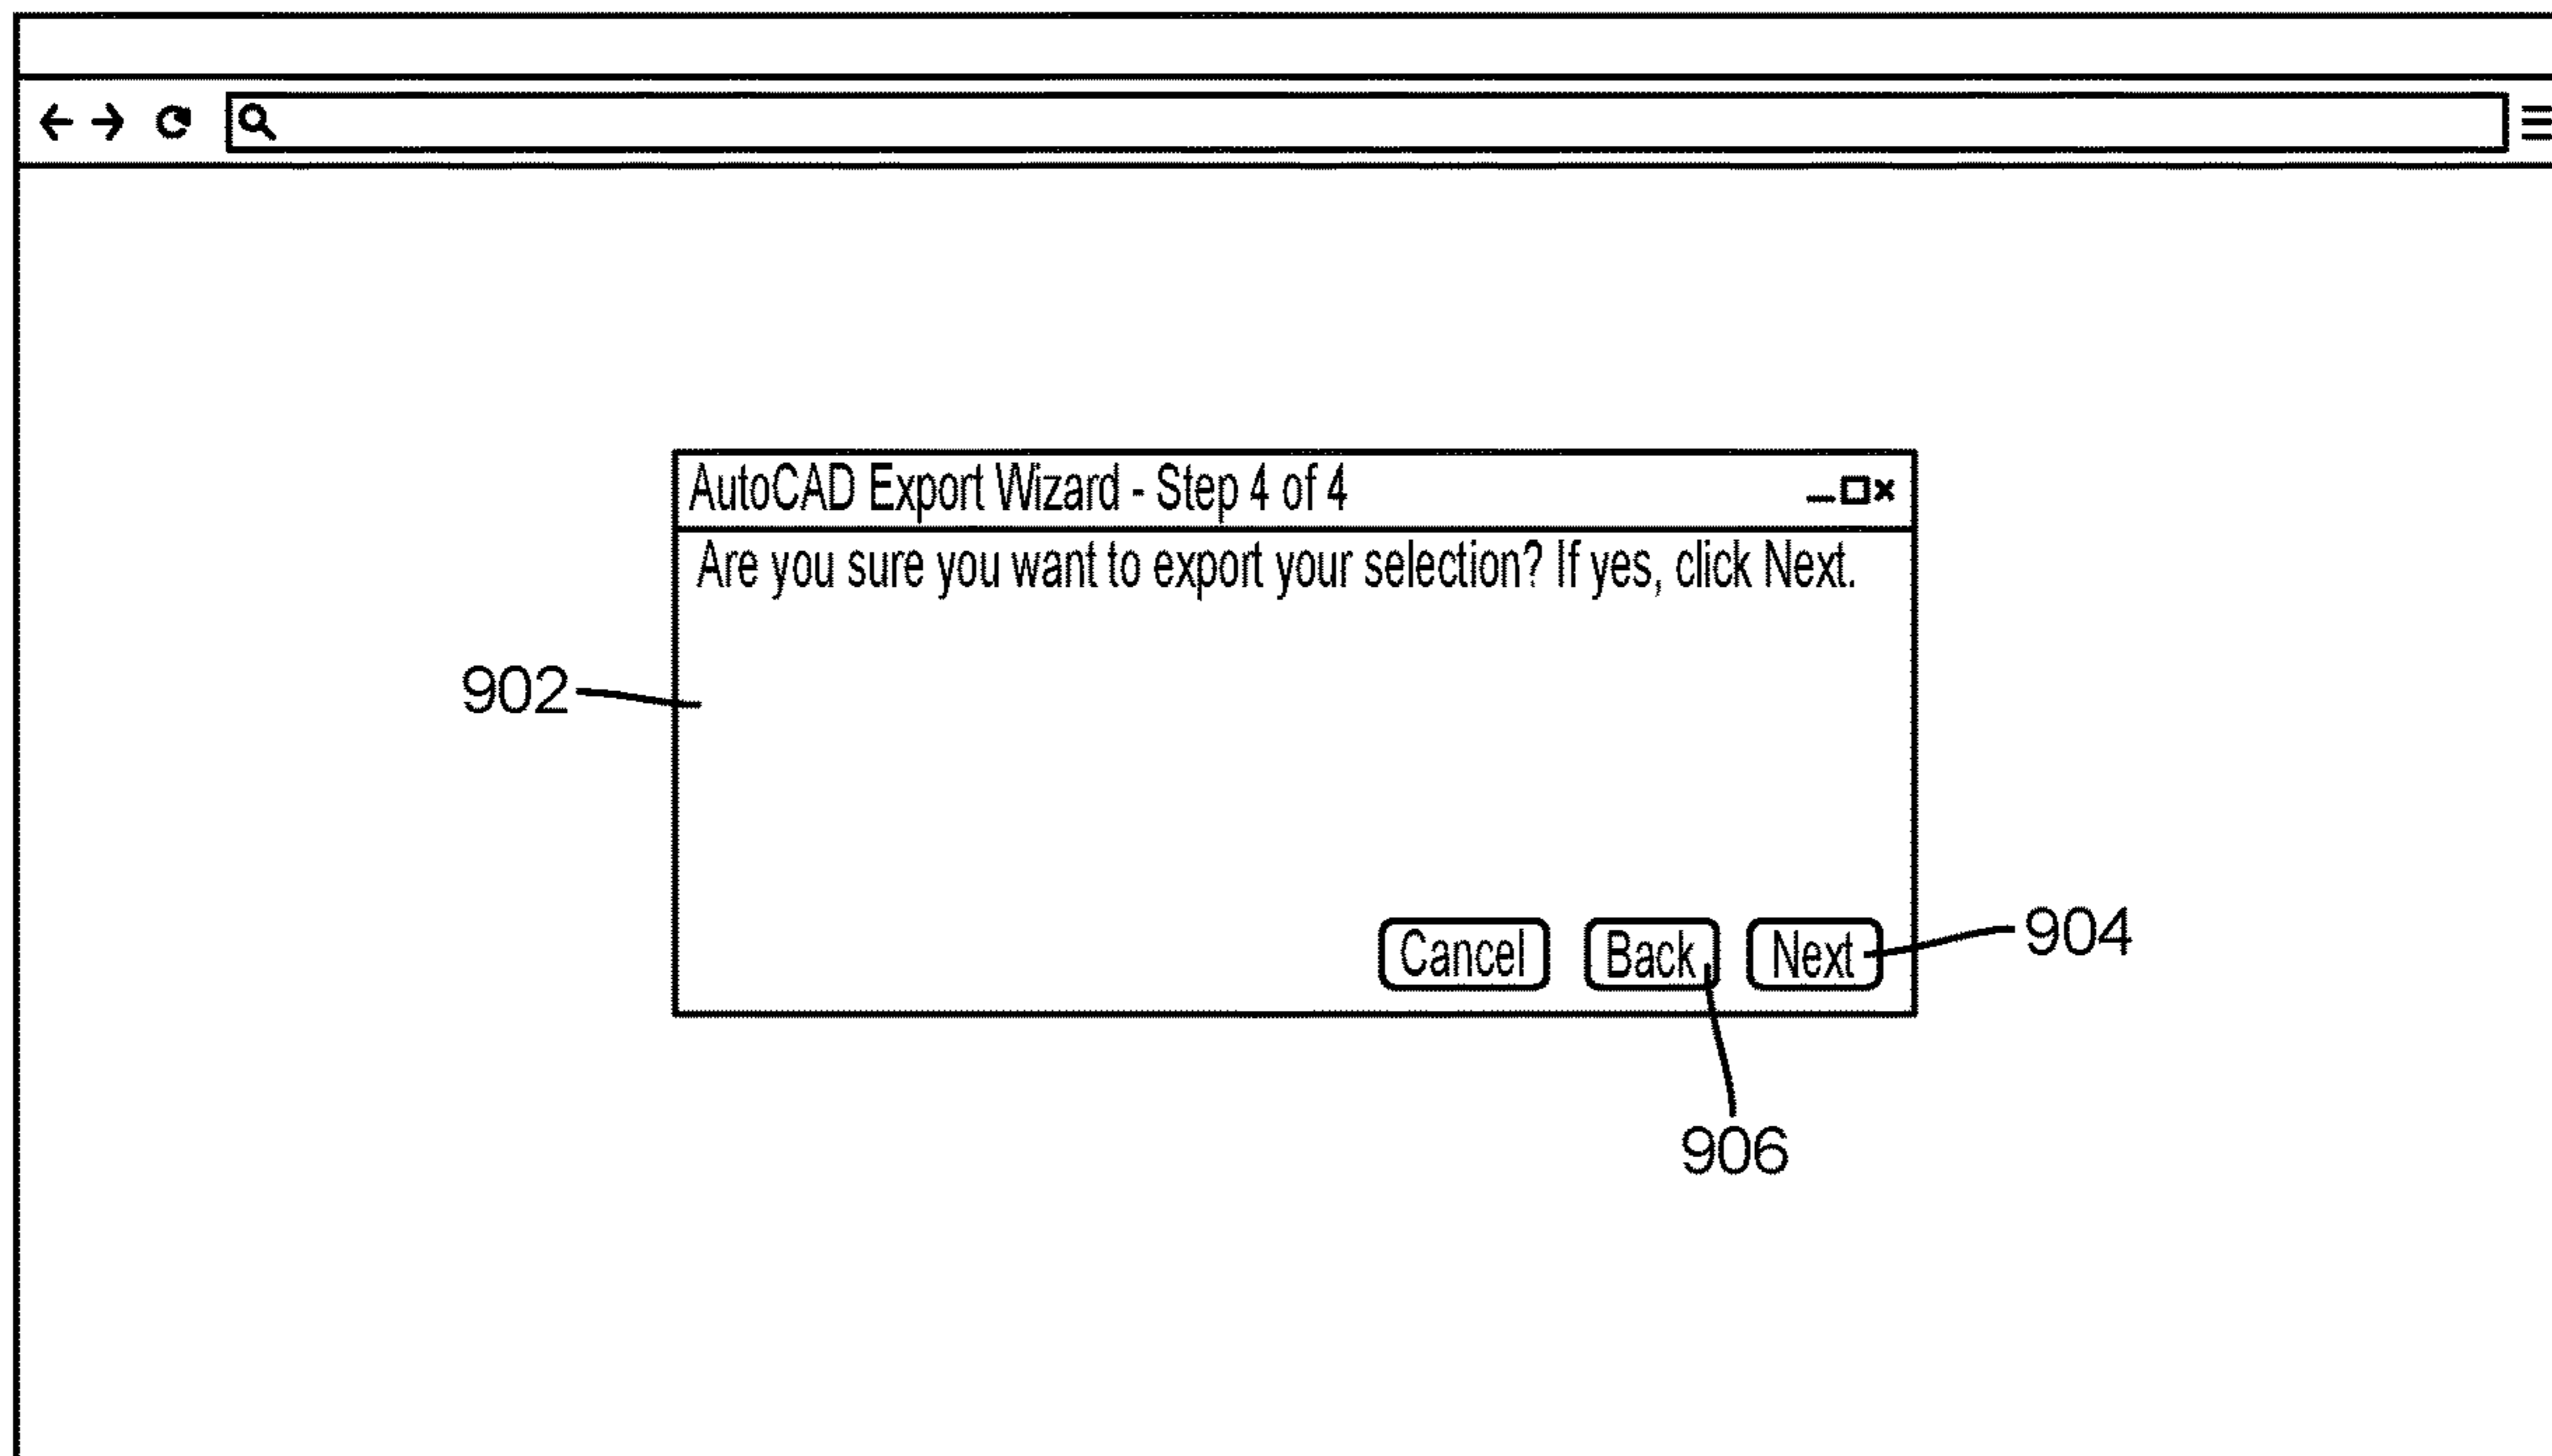 AutoCAD Export Wizard - Step 4 of 4
Are you sure you want to export your selection? If yes, click Next.
902
Cancel Back Next
904
906